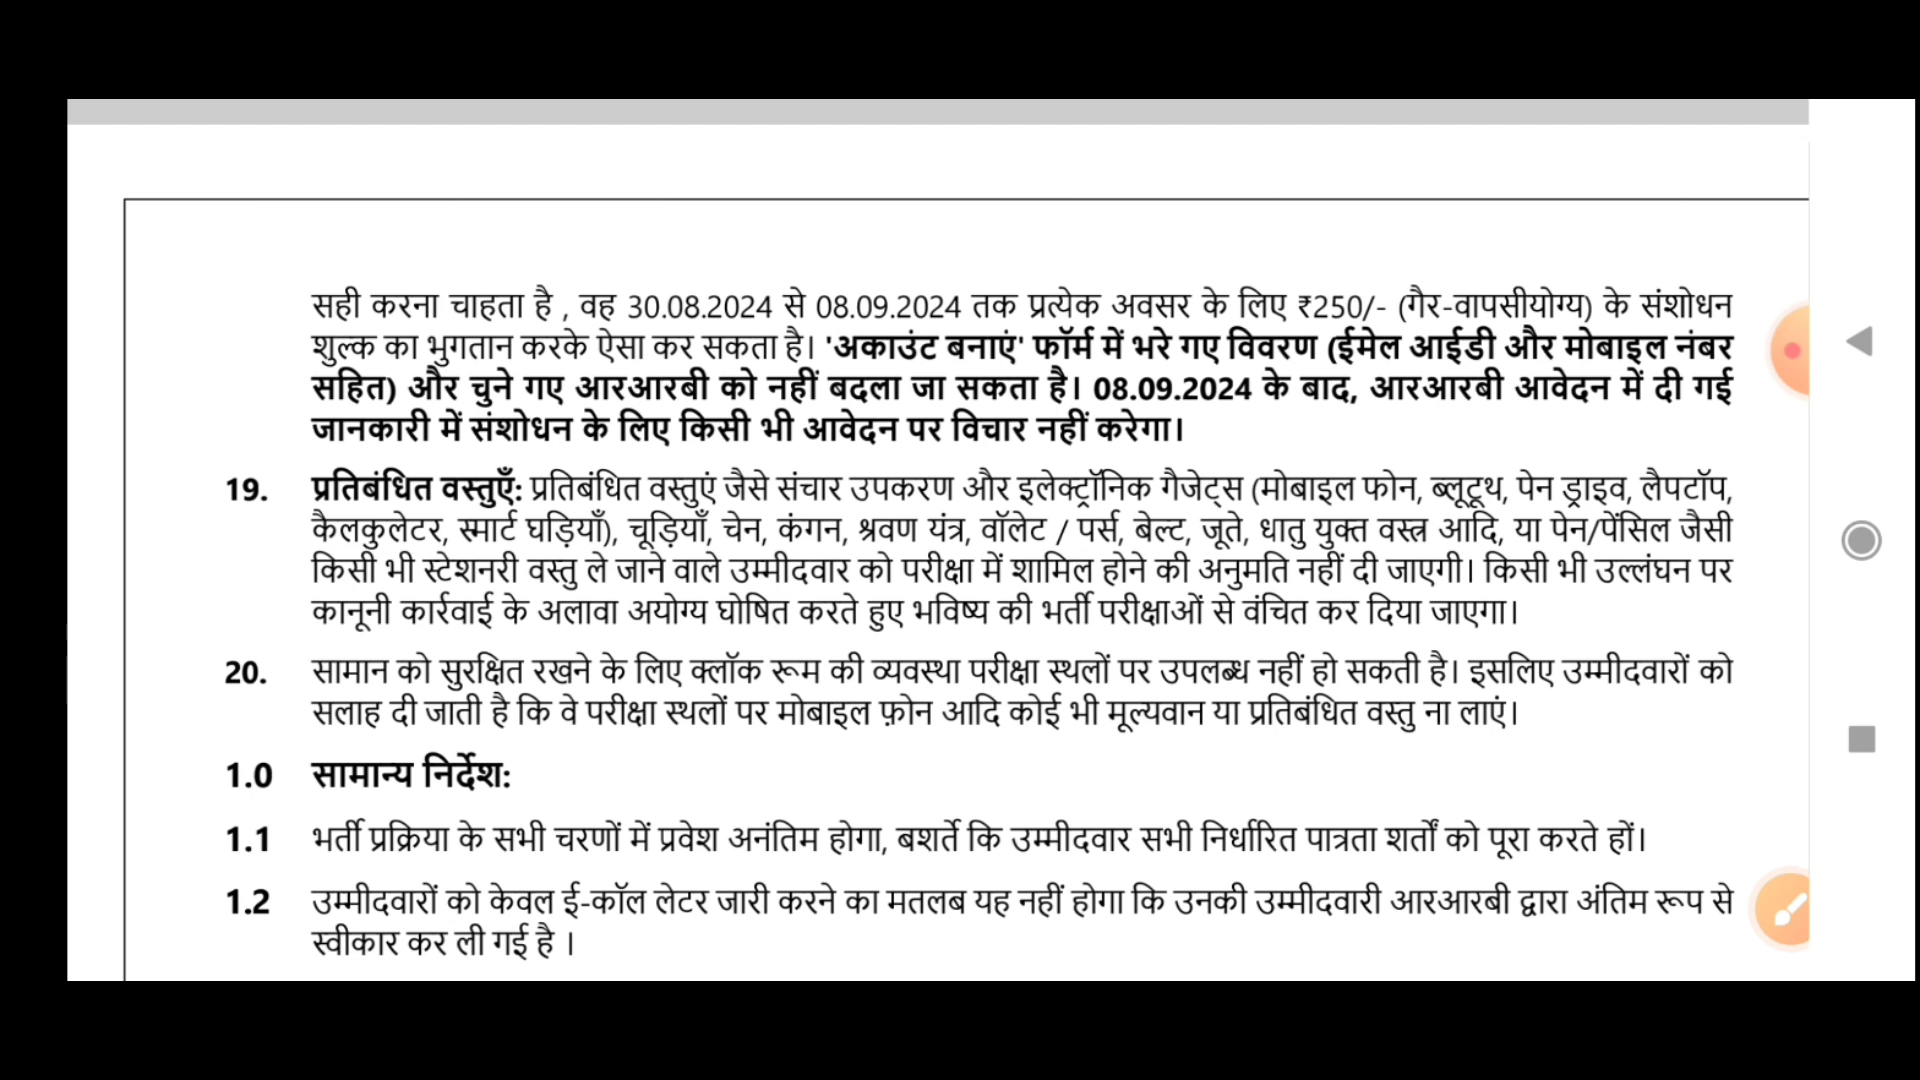 सही करना चाहता है , वह 30.08.2024 से 08.09.2024 तक प्रत्येक अवसर के लिए ₹250/- (गैर-वापसीयोग्य) के संशोधन
शुल्क का भुगतान करके ऐसा कर सकता है। 'अकाउंट बनाएं' फॉर्म में भरे गए विवरण (ईमेल आईडी और मोबाइल नंबर
सहित) और चुने गए आरआरबी को नहीं बदला जा सकता है। 08.09.2024 के बाद, आरआरबी आवेदन में दी गई
जानकारी में संशोधन के लिए किसी भी आवेदन पर विचार नहीं करेगा।
19. प्रतिबंधित वस्तुएँ: प्रतिबंधित वस्तुएं जैसे संचार उपकरण और इलेक्ट्रॉनिक गैजेट्स (मोबाइल फोन, ब्लूटूथ, पेन ड्राइव, लैपटॉप,
कैलकुलेटर, स्मार्ट घड़ियाँ), चूड़ियाँ, चेन, कंगन, श्रवण यंत्र, वॉलेट / पर्स, बेल्ट, जूते, धातु युक्त वस्त्र आदि, या पेन/पेंसिल जैसी
किसी भी स्टेशनरी वस्तु ले जाने वाले उम्मीदवार को परीक्षा में शामिल होने की अनुमति नहीं दी जाएगी। किसी भी उल्लंघन पर
कानूनी कार्रवाई के अलावा अयोग्य घोषित करते हुए भविष्य की भर्ती परीक्षाओं से वंचित कर दिया जाएगा।
20. सामान को सुरक्षित रखने के लिए क्लॉक रूम की व्यवस्था परीक्षा स्थलों पर उपलब्ध नहीं हो सकती है। इसलिए उम्मीदवारों को
सलाह दी जाती है कि वे परीक्षा स्थलों पर मोबाइल फ़ोन आदि कोई भी मूल्यवान या प्रतिबंधित वस्तु ना लाएं।
1.0 सामान्य निर्देश:
1.1 भर्ती प्रक्रिया के सभी चरणों में प्रवेश अनंतिम होगा, बशर्ते कि उम्मीदवार सभी निर्धारित पात्रता शर्तों को पूरा करते हों।
1.2 उम्मीदवारों को केवल ई-कॉल लेटर जारी करने का मतलब यह नहीं होगा कि उनकी उम्मीदवारी आरआरबी द्वारा अंतिम रूप से
स्वीकार कर ली गई है ।